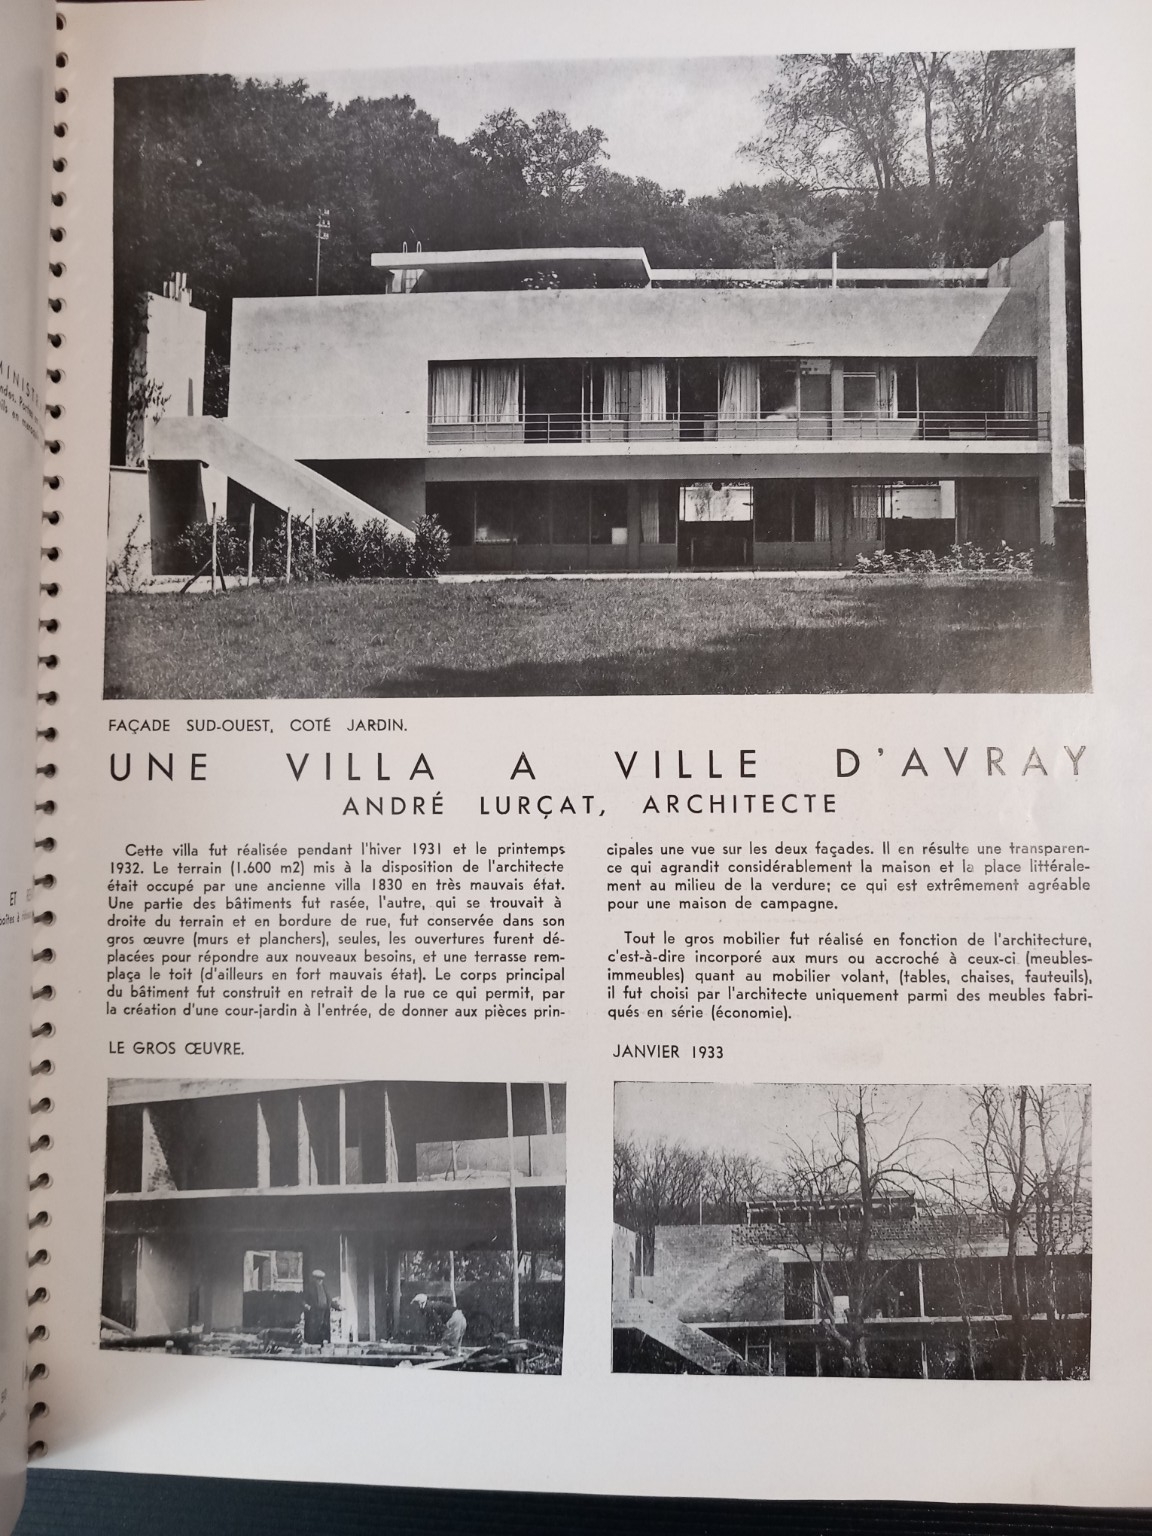 FAÇADE SUD-OUEST, COTÉ JARDIN.
UNE VILLA A VILLE D'AVRAY
ANDRÉ LURÇAT, ARCHITECTE
Cette villa fut réalisée pendant l'hiver 1931 et le printemps
1932. Le terrain (1.600 m2) mis à la disposition de l'architecte
était occupé par une ancienne villa 1830 en très mauvais état.
Une partie des bâtiments fut rasée, l'autre, qui se trouvait à
droite du terrain et en bordure de rue, fut conservée dans son
gros œuvre (murs et planchers), seules, les ouvertures furent dé-
placées pour répondre aux nouveaux besoins, et une terrasse rem-
plaça le toit (d'ailleurs en fort mauvais état). Le corps principal
du bâtiment fut construit en retrait de la rue ce qui permit, par
la création d'une cour-jardin à l'entrée, de donner aux pièces prin-
cipales une vue sur les deux façades. Il en résulte une transparen-
ce qui agrandit considérablement la maison et la place littérale-
ment au milieu de la verdure; ce qui est extrêmement agréable
pour une maison de campagne.
Tout le gros mobilier fut réalisé en fonction de l'architecture,
c'est-à-dire incorporé aux murs ou accroché à ceux-ci (meubles-
immeubles) quant au mobilier volant, (tables, chaises, fauteuils),
il fut choisi par l'architecte uniquement parmi des meubles fabri-
qués en série (économie).
LE GROS ŒUVRE.
JANVIER 1933